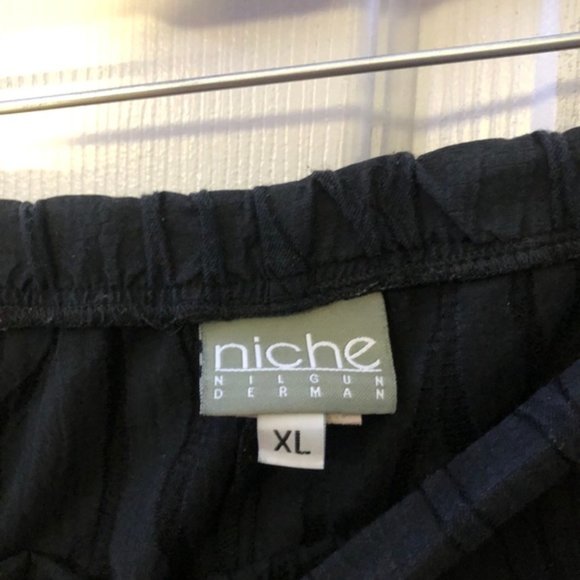 niche
NILGUN
DERMAN
XL